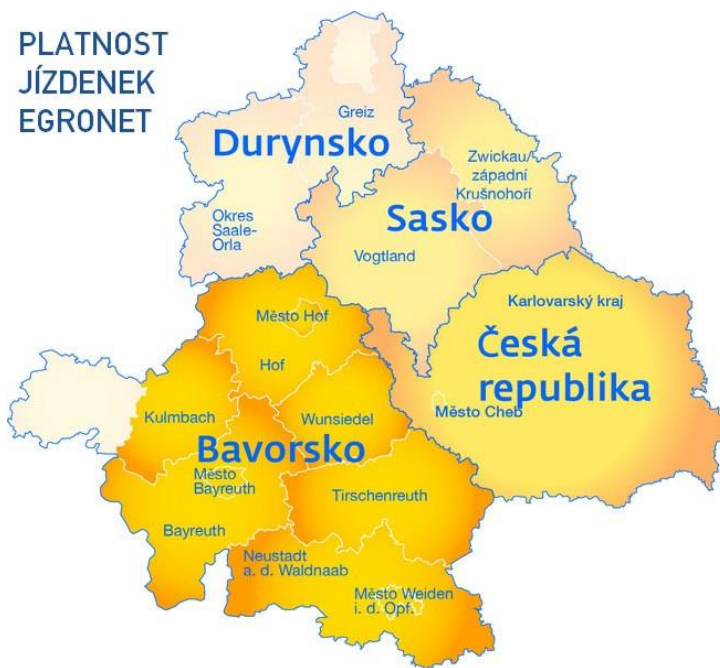 PLATNOST
JÍZDENEK
EGRONET
Greiz
Durynsko
Zwickau/
západní
Krušnohoří
Okres
Saale-
Orla
Sasko
Vogtland
Město Hof
Karlovarský kraj
Hof
Česká
republika
Kulmbach
Wunsiedel
Město Cheb
Bavorsko
Město
Bayreuth
Tirschenreuth
Bayreuth
Neustadt
a. d. Waldnaab
Město Weiden
i. d. Opf.